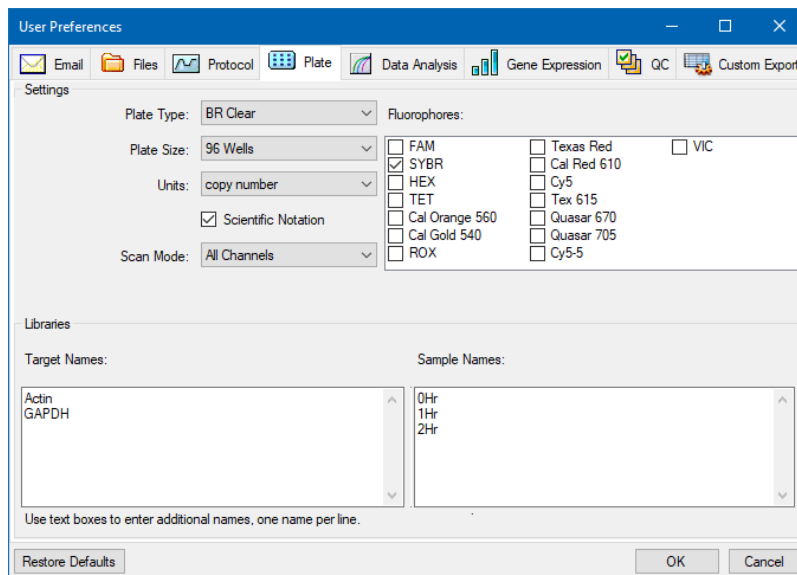 User Preferences
Email Files Protocol Plate Data Analysis Gene Expression QC Custom Export
Settings
Plate Type: BR Clear
Plate Size: 96 Wells
Units: copy number
Scientific Notation
Scan Mode: All Channels
Fluorophores:
FAM Texas Red VIC
SYBR Cal Red 610
HEX Cy5
TET Tex 615
Cal Orange 560 Quasar 670
Cal Gold 540 Quasar 705
ROX Cy5-5
Libraries
Target Names:
Actin
GAPDH
Sample Names:
0Hr
1Hr
2Hr
Use text boxes to enter additional names, one name per line.
Restore Defaults OK Cancel